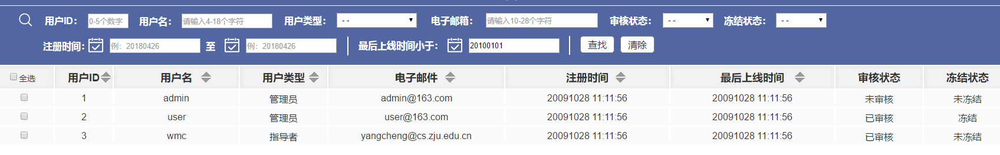 用户ID： 0-5个数字 用户名： 请输入4-18个字符 用户类型： -- 电子邮箱： 请输入10-28个字符 审核状态： -- 冻结状态： --
注册时间： 例：20180426 至 例：20180426 最后上线时间小于： 20100101 查找 清除
全选 用户ID 用户名 用户类型 电子邮件 注册时间 最后上线时间 审核状态 冻结状态
1 admin 管理员 admin@163.com 20091028 11:11:56 20091028 11:11:56 未审核 未冻结
2 user 管理员 user@163.com 20091028 11:11:56 20091028 11:11:56 已审核 冻结
3 wmc 指导者 yangcheng@cs.zju.edu.cn 20091028 11:11:56 20091028 11:11:56 已审核 未冻结